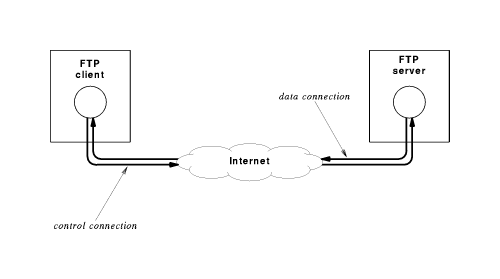 FTP
client
FTP
server
data connection
Internet
control connection